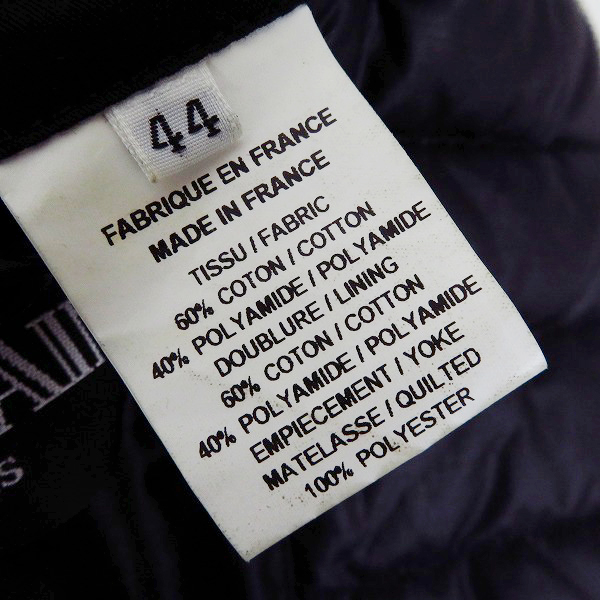 44
FABRIQUE EN FRANCE
MADE IN FRANCE
TISSU / FABRIC
60% COTON / COTTON
40% POLYAMIDE / POLYAMIDE
DOUBLURE / LINING
60% COTON / COTTON
40% POLYAMIDE / POLYAMIDE
EMPIECEMENT / YOKE
MATELASSE / QUILTED
100% POLYESTER